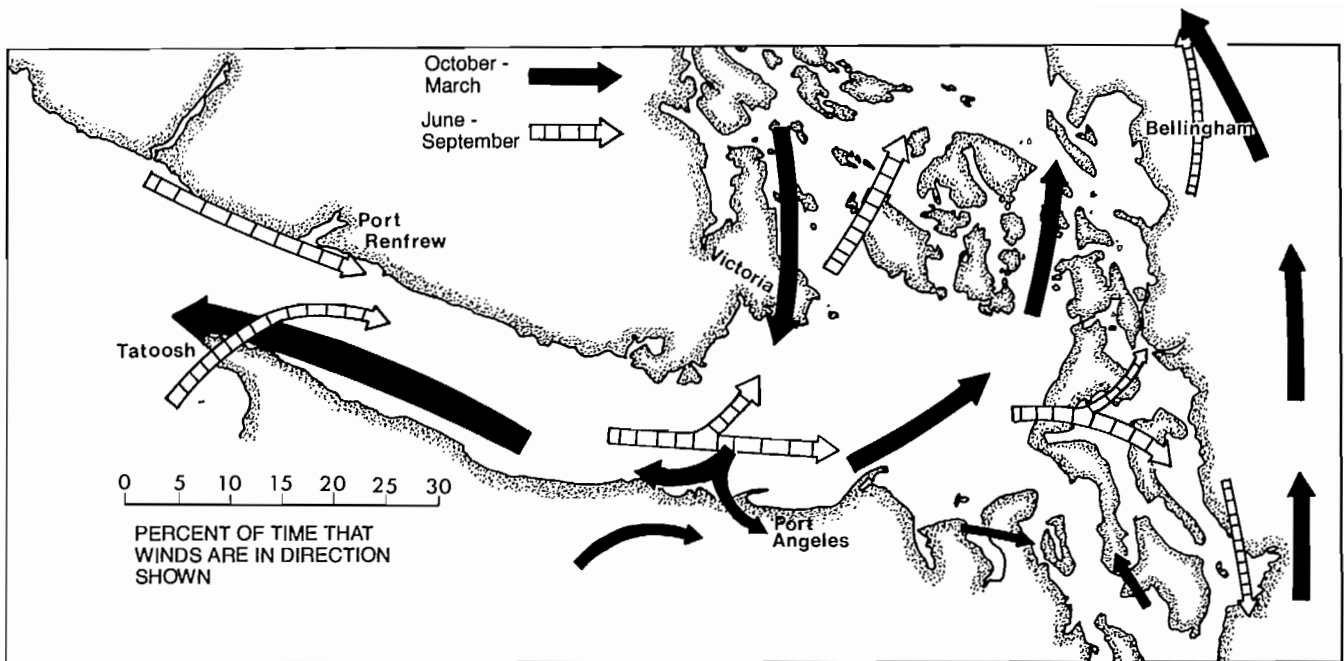 October -
March
June -
September
Bellingham
Port
Renfrew
Victoria
Tatoosh
0 5 10 15 20 25 30
PERCENT OF TIME THAT
WINDS ARE IN DIRECTION
SHOWN
Port
Angeles